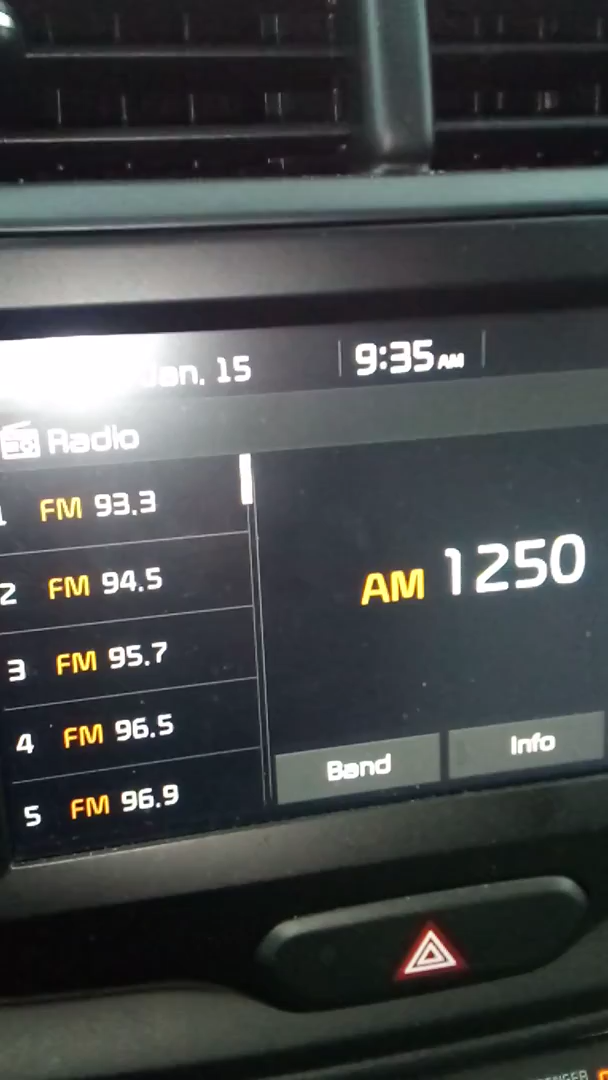 Jan. 15
9:35 AM
Radio
1 FM 93.3
2 FM 94.5
3 FM 95.7
4 FM 96.5
5 FM 96.9
AM 1250
Band
Info